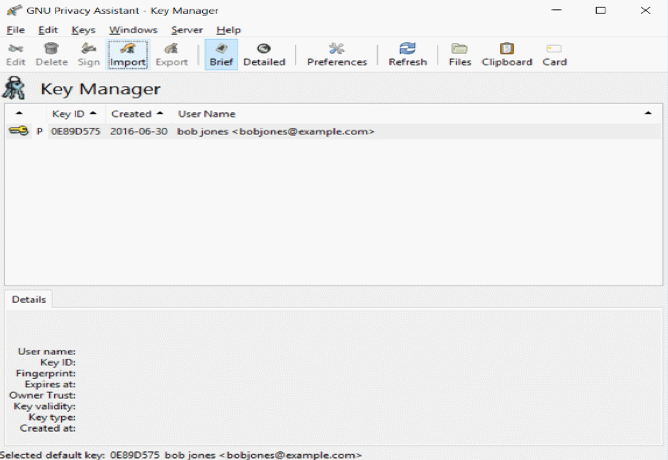 GNU Privacy Assistant - Key Manager
File Edit Keys Windows Server Help
Edit Delete Sign Import Export Brief Detailed Preferences Refresh Files Clipboard Card
Key Manager
Key ID Created User Name
P 0E89D575 2016-06-30 bob jones <bobjones@example.com>
Details
User name:
Key ID:
Fingerprint:
Expires at:
Owner Trust:
Key validity:
Key type:
Created at:
Selected default key: 0E89D575 bob jones <bobjones@example.com>